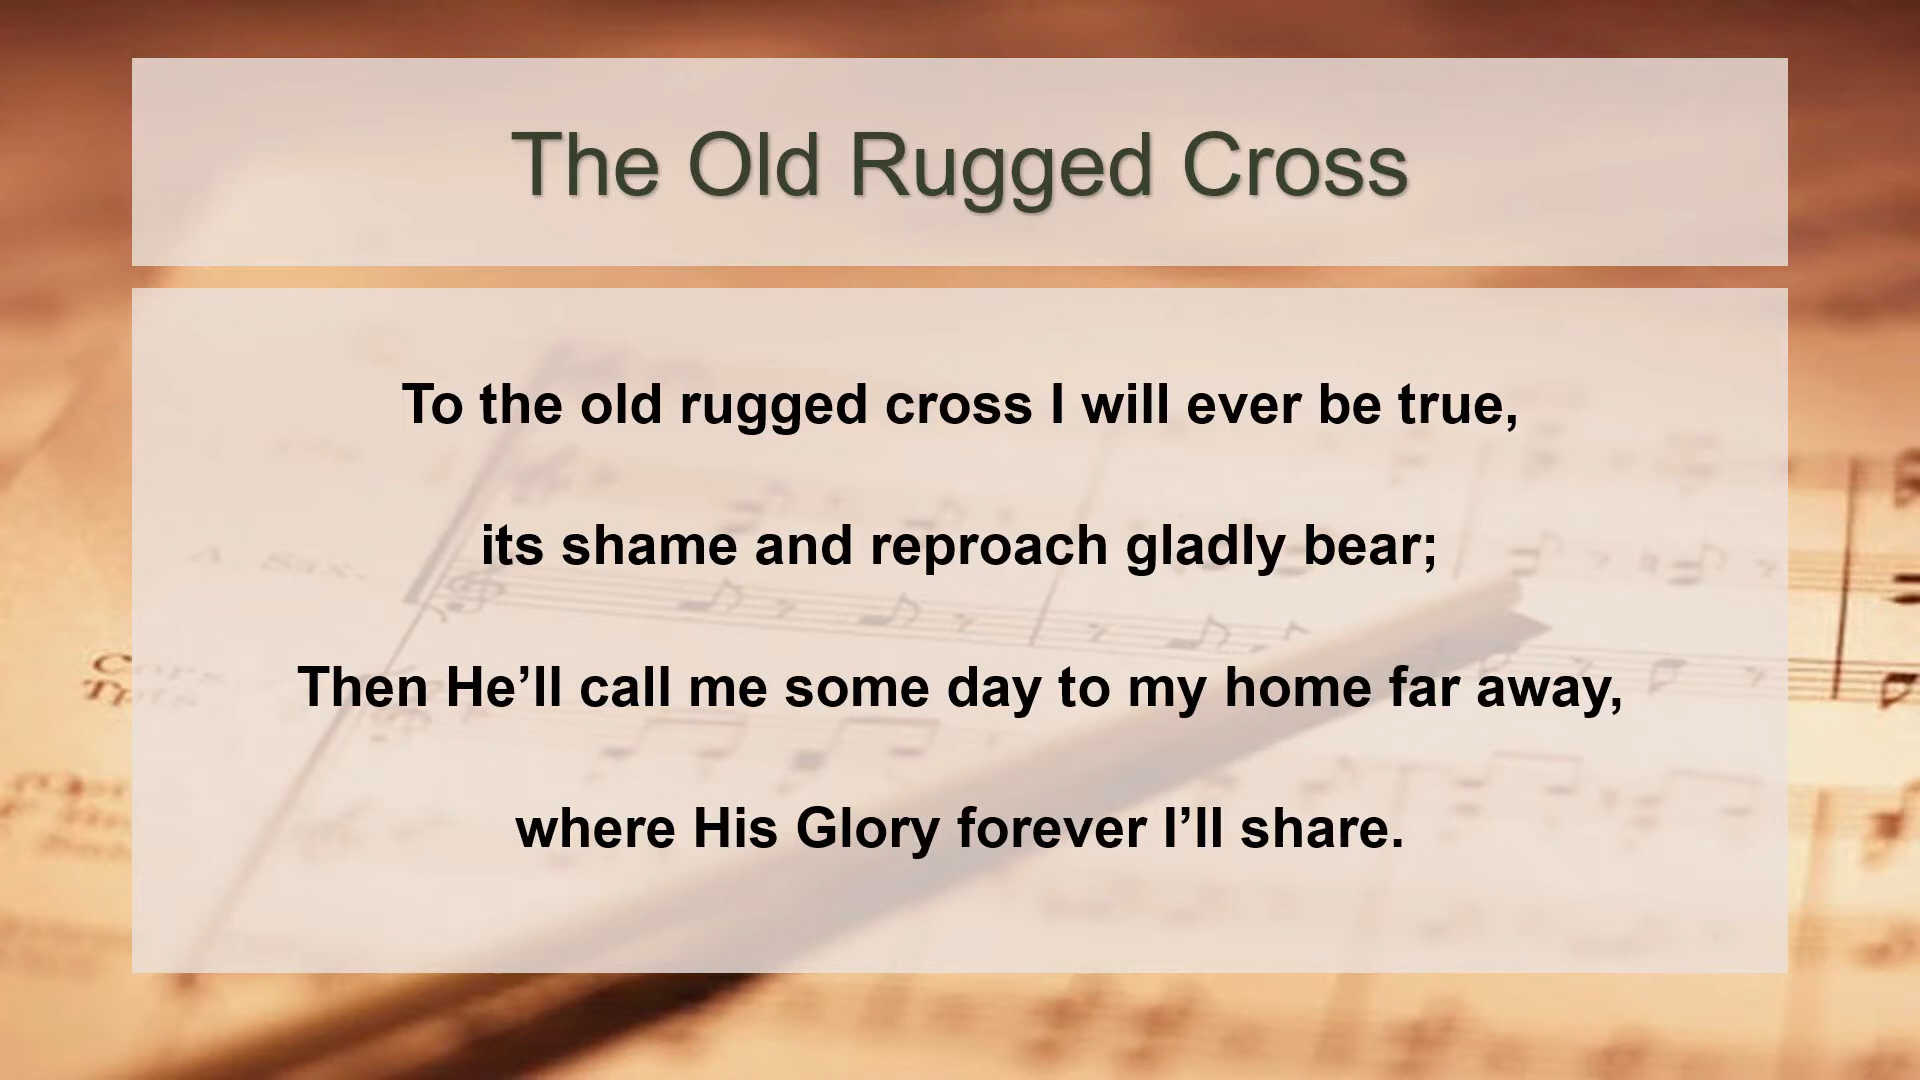 The Old Rugged Cross
To the old rugged cross I will ever be true,
its shame and reproach gladly bear;
Then He’ll call me some day to my home far away,
where His Glory forever I’ll share.